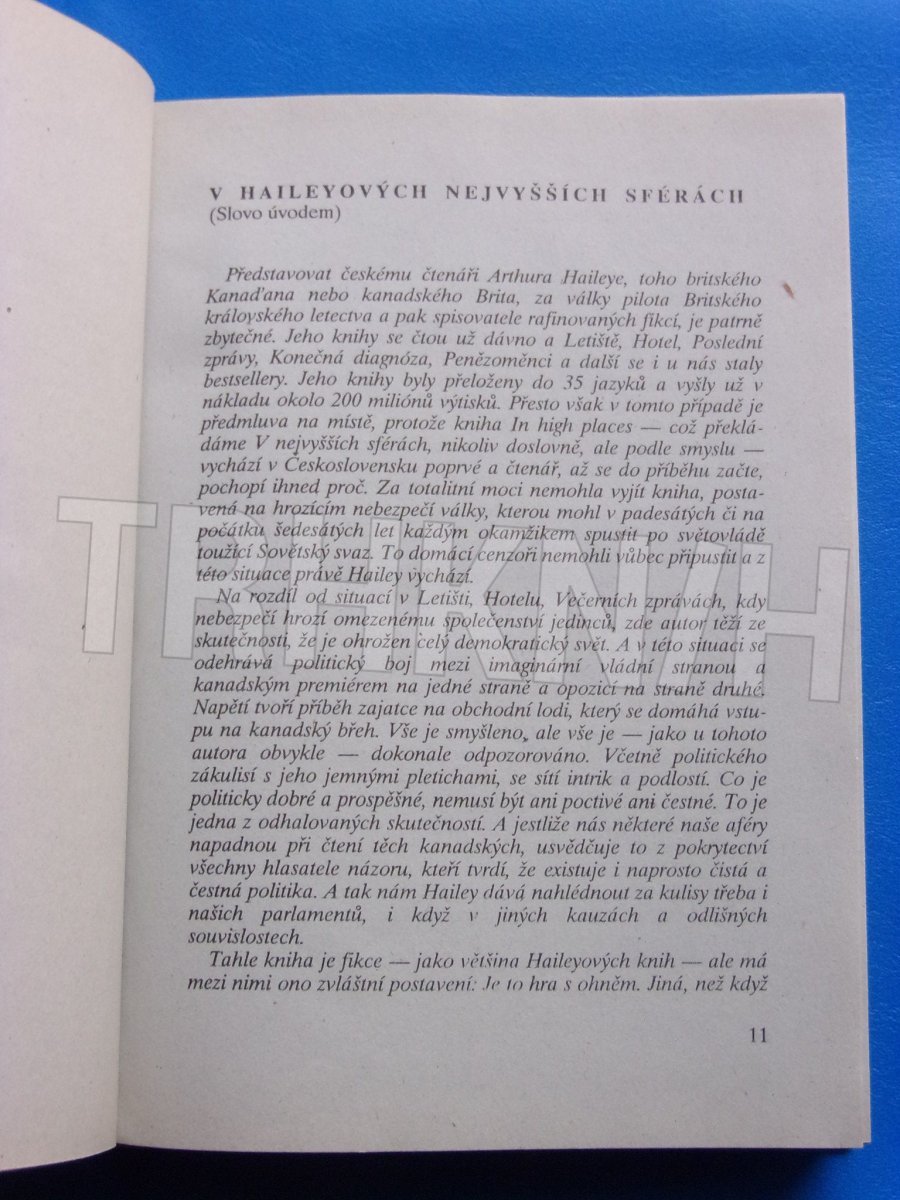 V HAILEYOVÝCH NEJVYŠŠÍCH SFÉRÁCH
(Slovo úvodem)
Představovat českému čtenáři Arthura Haileye, toho britského
Kanaďana nebo kanadského Brita, za války pilota Britského
královského letectva a pak spisovatele rafinovaných fikcí, je patrně
zbytečné. Jeho knihy se čtou už dávno a Letiště, Hotel, Poslední
zprávy, Konečná diagnóza, Penězoměnci a další se i u nás staly
bestsellery. Jeho knihy byly přeloženy do 35 jazyků a vyšly už v
nákladu okolo 200 miliónů výtisků. Přesto však v tomto případě je
předmluva na místě, protože kniha In high places — což překlá-
dáme V nejvyšších sférách, nikoliv doslovně, ale podle smyslu —
vychází v Československu poprvé a čtenář, až se do příběhu začte,
pochopí ihned proč. Za totalitní moci nemohla vyjít kniha, posta-
vená na hrozícím nebezpečí války, kterou mohl v padesátých či na
počátku šedesátých let každým okamžikem spustit po světovládě
toužící Sovětský svaz. To domácí cenzoři nemohli vůbec připustit a z
této situace právě Hailey vychází.
Na rozdíl od situací v Letišti, Hotelu, Večerních zprávách, kdy
nebezpečí hrozí omezenému společenství jedinců, zde autor těží ze
skutečnosti, že je ohrožen celý demokratický svět. A v této situaci se
odehrává politický boj mezi imaginární vládní stranou a
kanadským premiérem na jedné straně a opozicí na straně druhé.
Napětí tvoří příběh zajatce na obchodní lodi, který se domáhá vstu-
pu na kanadský břeh. Vše je smyšleno, ale vše je — jako u tohoto
autora obvykle — dokonale odpozorováno. Včetně politického
zákulisí s jeho jemnými pletichami, se sítí intrik a podlostí. Co je
politicky dobré a prospěšné, nemusí být ani poctivé ani čestné. To je
jedna z odhalovaných skutečností. A jestliže nás některé naše aféry
napadnou při čtení těch kanadských, usvědčuje to z pokrytectví
všechny hlasatele názoru, kteří tvrdí, že existuje i naprosto čistá a
čestná politika. A tak nám Hailey dává nahlédnout za kulisy třeba i
našich parlamentů, i když v jiných kauzách a odlišných
souvislostech.
Tahle kniha je fikce — jako většina Haileyových knih — ale má
mezi nimi ono zvláštní postavení: Je to hra s ohněm. Jiná, než když
11